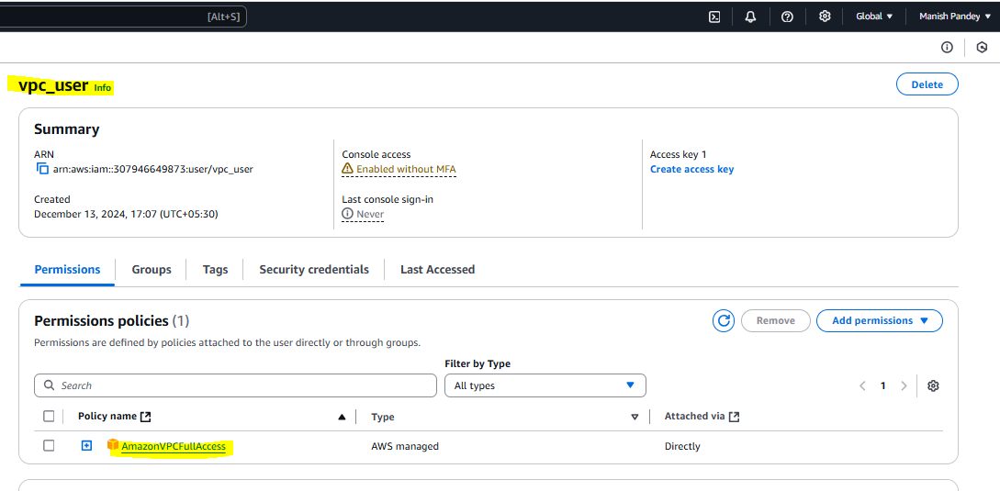 [Alt+S]
Global
Manish Pandey
vpc_user Info
Delete
Summary
ARN
arn:aws:iam::307946649873:user/vpc_user
Created
December 13, 2024, 17:07 (UTC+05:30)
Console access
Enabled without MFA
Last console sign-in
Never
Access key 1
Create access key
Permissions Groups Tags Security credentials Last Accessed
Permissions policies (1)
Remove
Add permissions
Permissions are defined by policies attached to the user directly or through groups.
Filter by Type
Search
All types
1
Policy name Type Attached via
AmazonVPCFullAccess AWS managed Directly